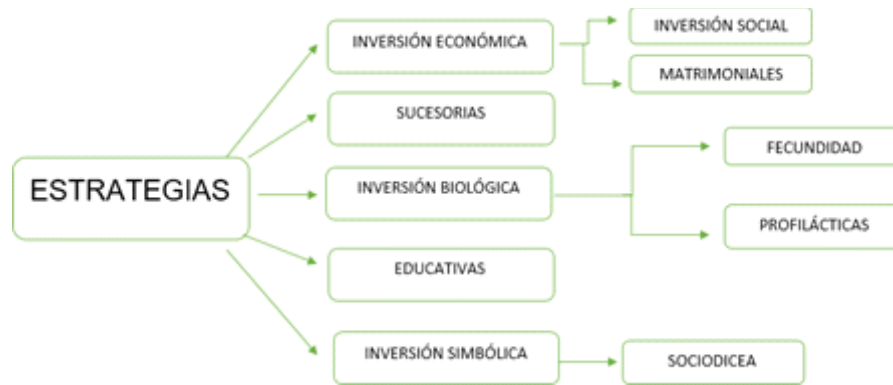 ESTRATEGIAS
INVERSIÓN ECONÓMICA
INVERSIÓN SOCIAL
MATRIMONIALES
SUCESORIAS
INVERSIÓN BIOLÓGICA
FECUNDIDAD
PROFILÁCTICAS
EDUCATIVAS
INVERSIÓN SIMBÓLICA
SOCIODICEA